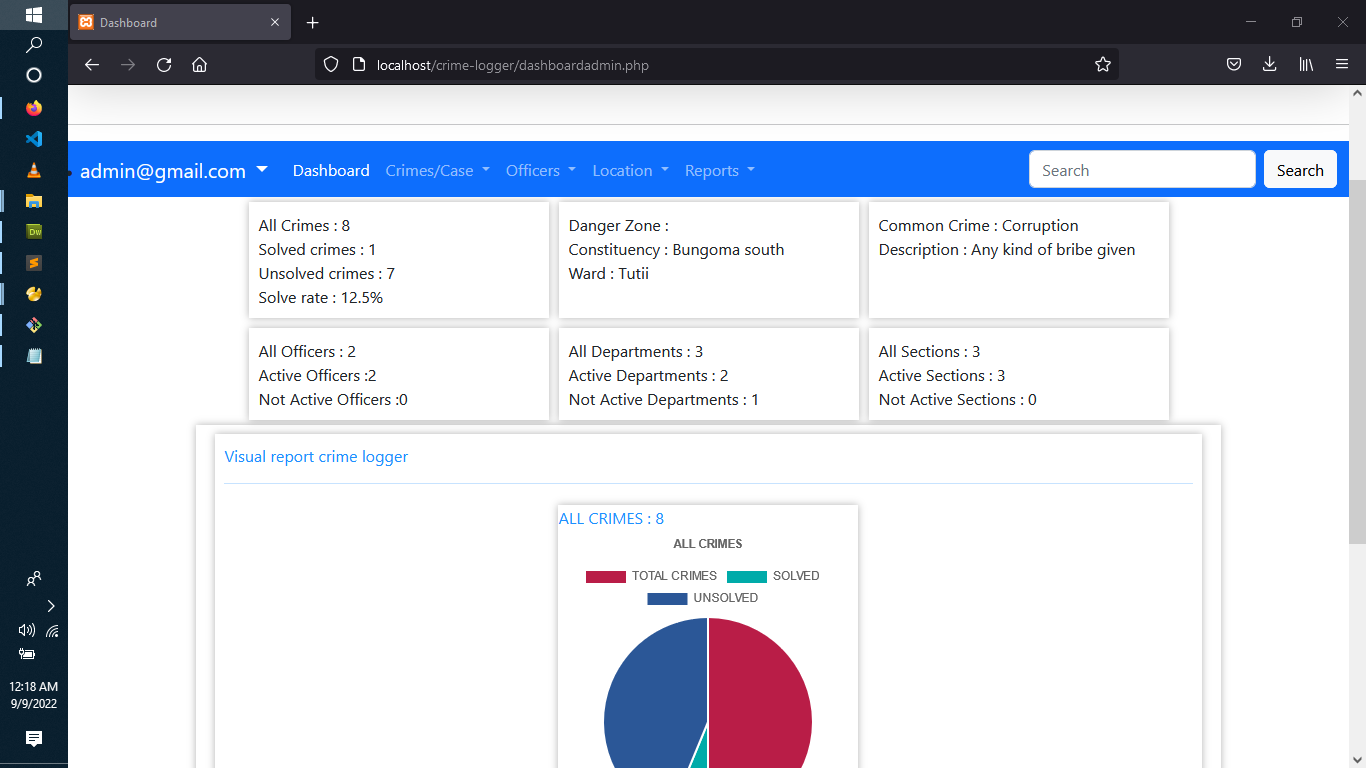 Dashboard
localhost/crime-logger/dashboardadmin.php
admin@gmail.com Dashboard Crimes/Case Officers Location Reports Search Search
All Crimes : 8
Solved crimes : 1
Unsolved crimes : 7
Solve rate : 12.5%
Danger Zone :
Constituency : Bungoma south
Ward : Tutii
Common Crime : Corruption
Description : Any kind of bribe given
All Officers : 2
Active Officers :2
Not Active Officers :0
All Departments : 3
Active Departments : 2
Not Active Departments : 1
All Sections : 3
Active Sections : 3
Not Active Sections : 0
Visual report crime logger
ALL CRIMES : 8
ALL CRIMES
TOTAL CRIMES SOLVED
UNSOLVED
Dw
12:18 AM
9/9/2022